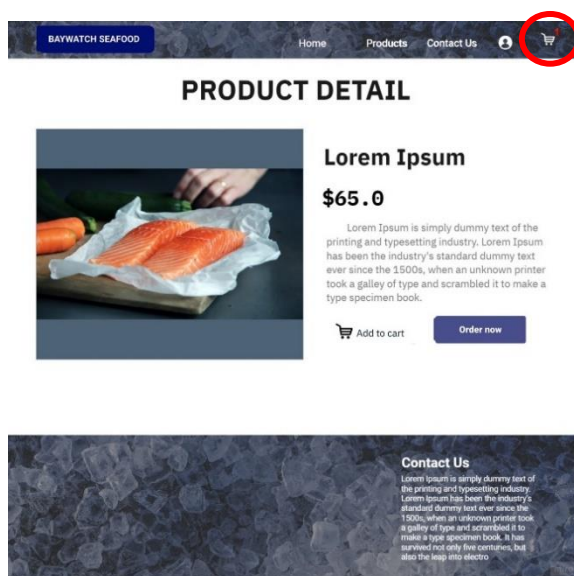 BAYWATCH SEAFOOD
Home
Products
Contact Us
PRODUCT DETAIL
Lorem Ipsum
$65.0
Lorem Ipsum is simply dummy text of the
printing and typesetting industry. Lorem Ipsum
has been the industry's standard dummy text
ever since the 1500s, when an unknown printer
took a galley of type and scrambled it to make a
type specimen book.
Add to cart
Order now
Contact Us
Lorem Ipsum is simply dummy text of
the printing and typesetting industry.
Lorem Ipsum has been the industry's
standard dummy text ever since the
1500s, when an unknown printer took
a galley of type and scrambled it to
make a type specimen book. It has
survived not only five centuries, but
also the leap into electro